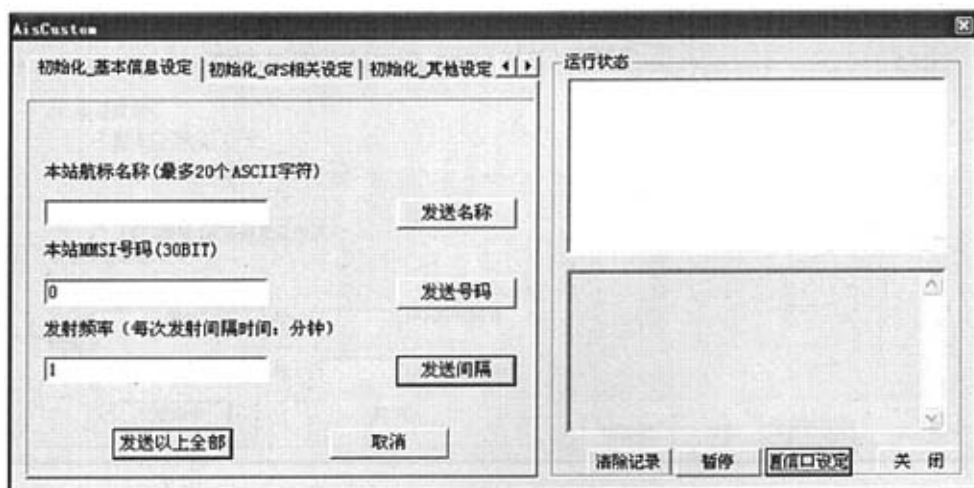 AisCustom
初始化_基本信息设定 初始化_GPS相关设定 初始化_其他设定
运行状态
本站航标名称(最多20个ASCII字符)
发送名称
本站MMSI号码(30BIT)
0
发送号码
发射频率（每次发射间隔时间：分钟）
1
发送间隔
发送以上全部 取消
清除记录 暂停 置信口设定 关 闭